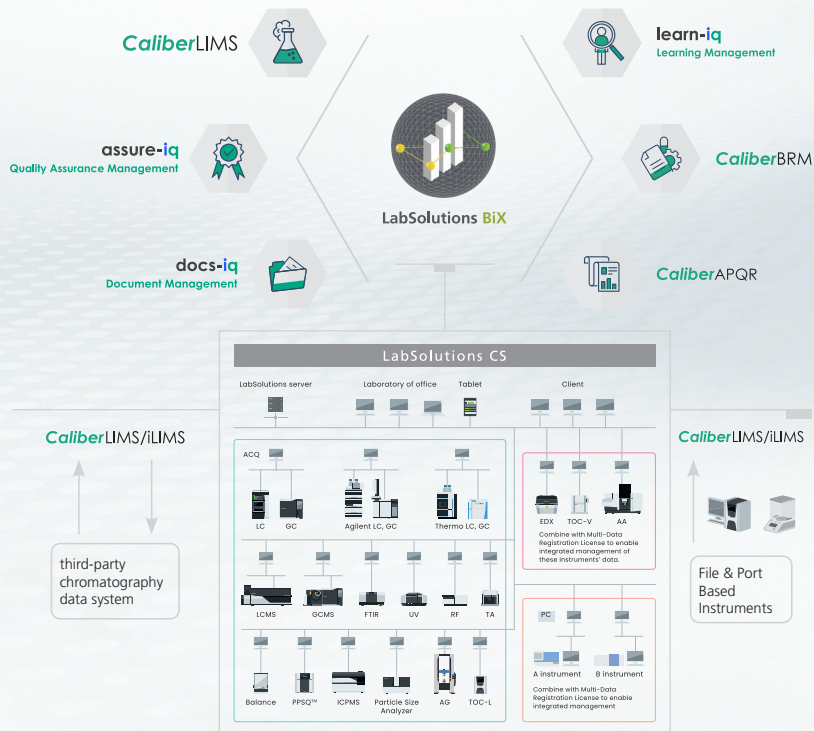 CaliberLIMS
learn-iq
Learning Management
assure-iq
Quality Assurance Management
CaliberBRM
LabSolutions BiX
docs-iq
Document Management
CaliberAPQR
LabSolutions CS
LabSolutions server
Laboratory of office
Tablet
Client
CaliberLIMS/iLIMS
CaliberLIMS/iLIMS
ACQ
LC
GC
Agilent LC, GC
Thermo LC, GC
EDX
TOC-V
AA
Combine with Multi-Data
Registration License to enable
integrated management of
these instruments' data.
third-party
chromatography
data system
File & Port
Based
Instruments
LCMS
GCMS
FTIR
UV
RF
TA
PC
A instrument
B instrument
Combine with Multi-Data
Registration License to enable
integrated management
Balance
PPSQ™
ICPMS
Particle Size
Analyzer
AG
TOC-L